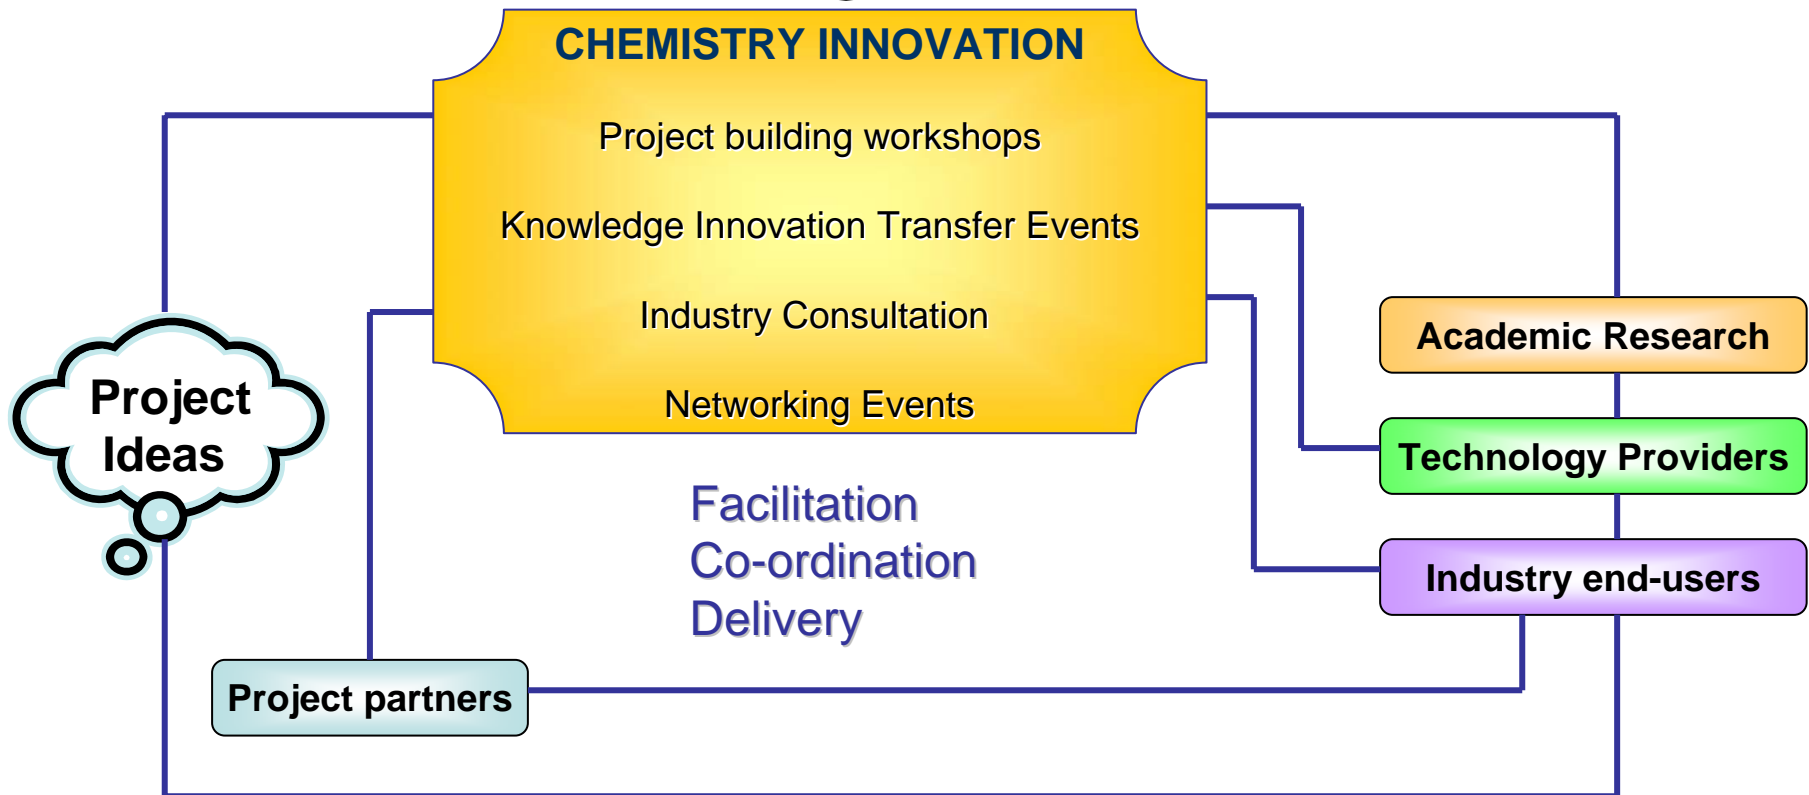 CHEMISTRY INNOVATION
Project building workshops
Knowledge Innovation Transfer Events
Industry Consultation
Networking Events
Project
Ideas
Academic Research
Technology Providers
Industry end-users
Facilitation
Co-ordination
Delivery
Project partners